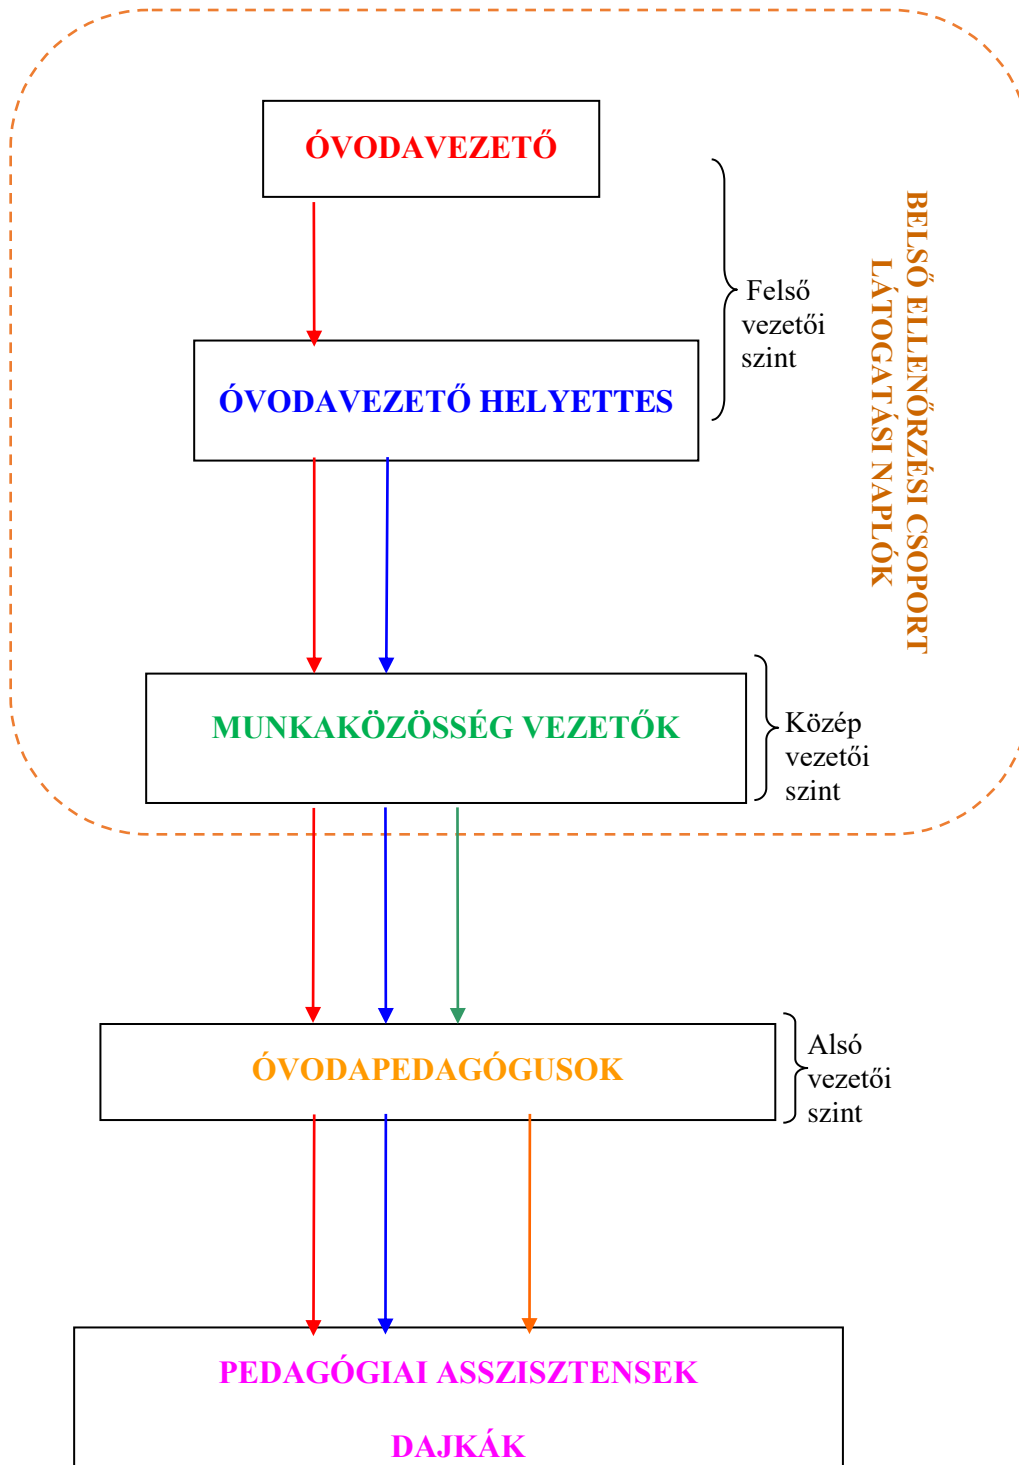 ÓVODAVEZETŐ
Felső
vezetői
szint
BELSŐ ELLENŐRZÉSI CSOPORT
LÁTOGATÁSI NAPLÓK
ÓVODAVEZETŐ HELYETTES
MUNKAKÖZÖSSÉG VEZETŐK
Közép
vezetői
szint
ÓVODAPEDAGÓGUSOK
Alsó
vezetői
szint
PEDAGÓGIAI ASSZISZTENSEK
DAJKÁK